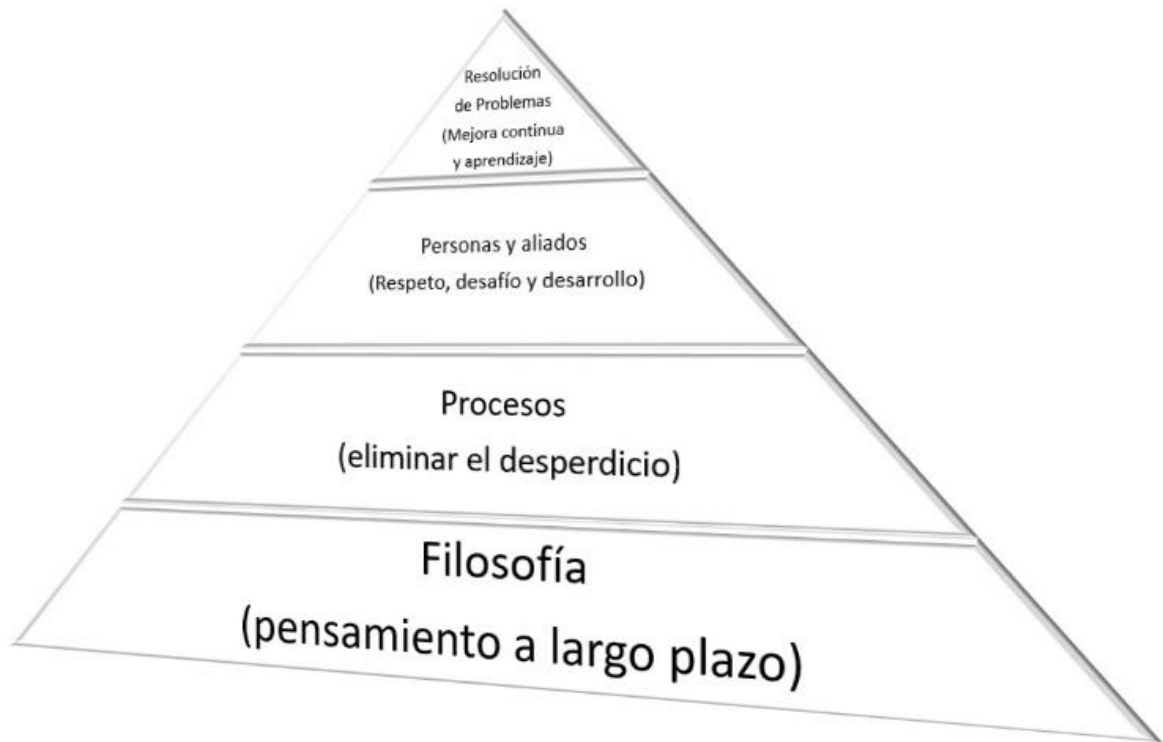 Resolución
de Problemas
(Mejora continua
y aprendizaje)
Personas y aliados
(Respeto, desafío y desarrollo)
Procesos
(eliminar el desperdicio)
Filosofía
(pensamiento a largo plazo)